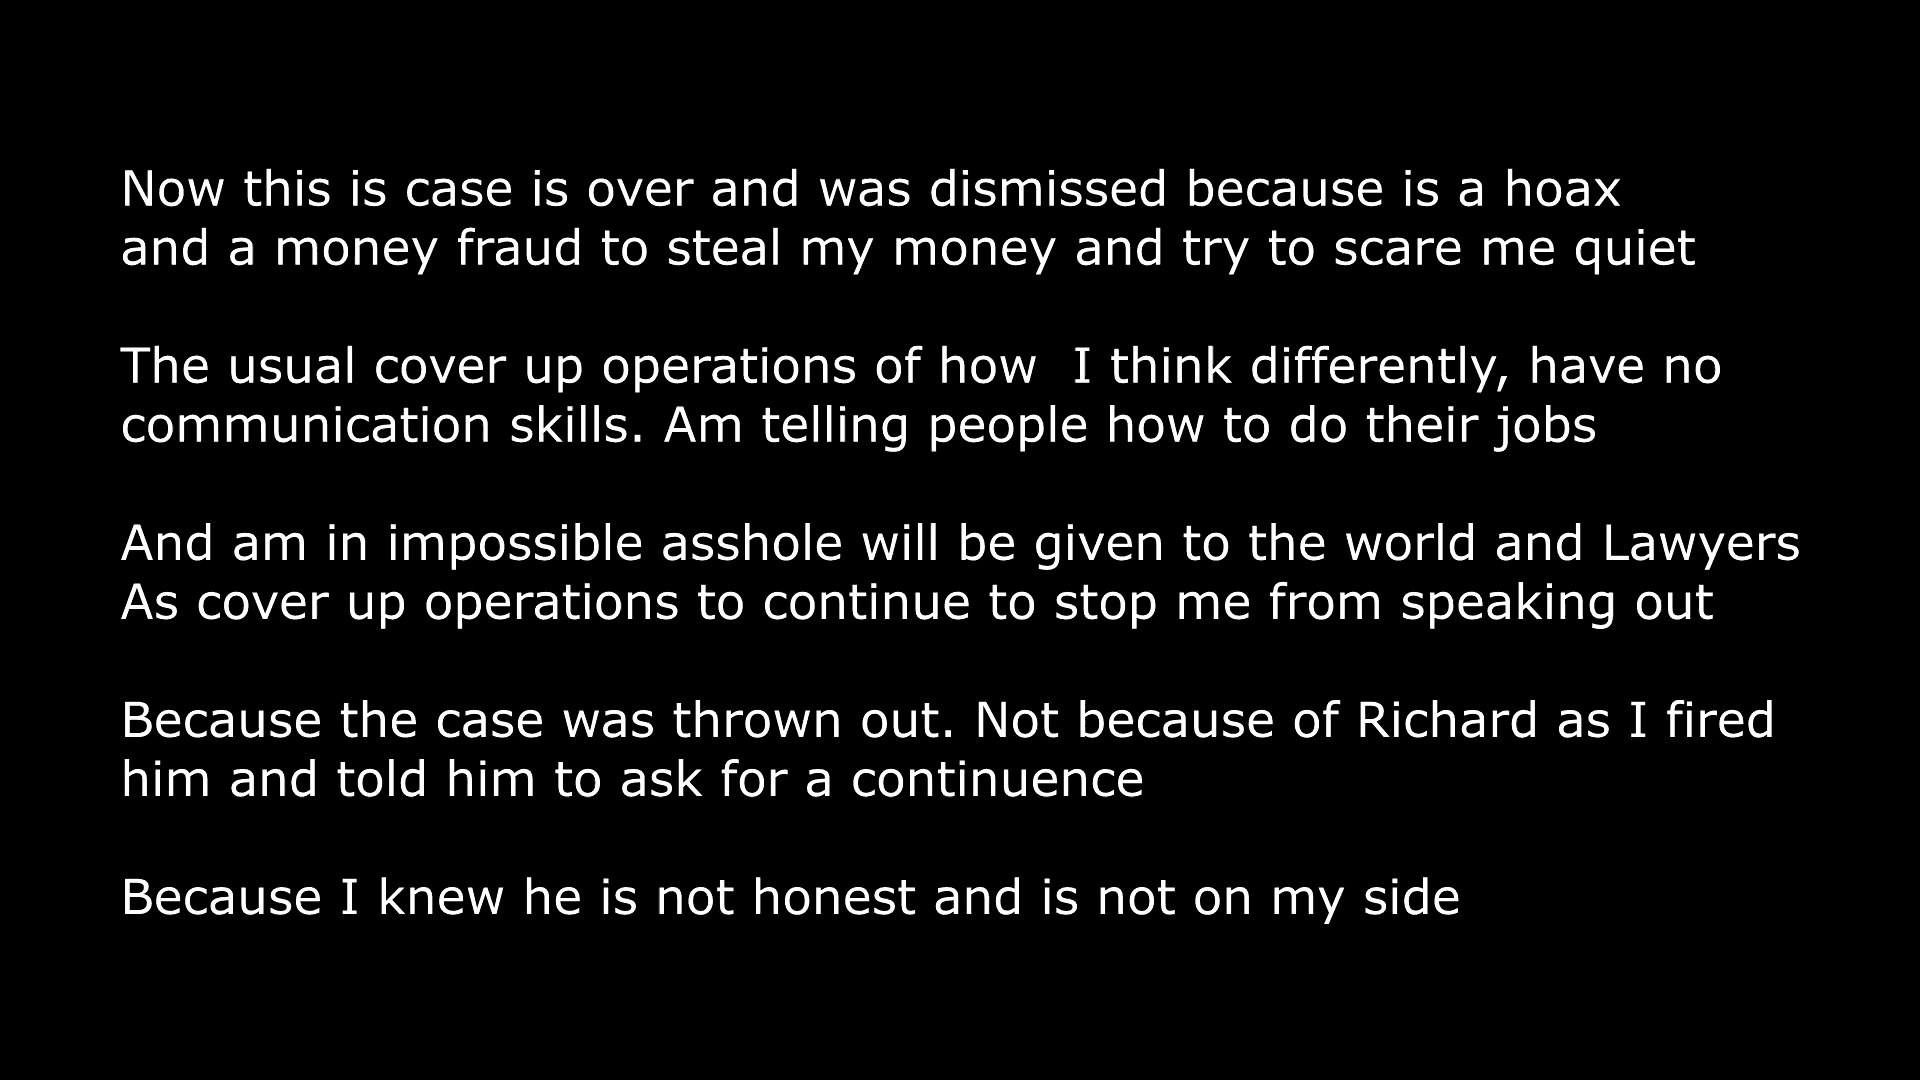 Now this is case is over and was dismissed because is a hoax
and a money fraud to steal my money and try to scare me quiet
The usual cover up operations of how  I think differently, have no
communication skills. Am telling people how to do their jobs
And am in impossible asshole will be given to the world and Lawyers
As cover up operations to continue to stop me from speaking out
Because the case was thrown out. Not because of Richard as I fired
him and told him to ask for a continuence
Because I knew he is not honest and is not on my side